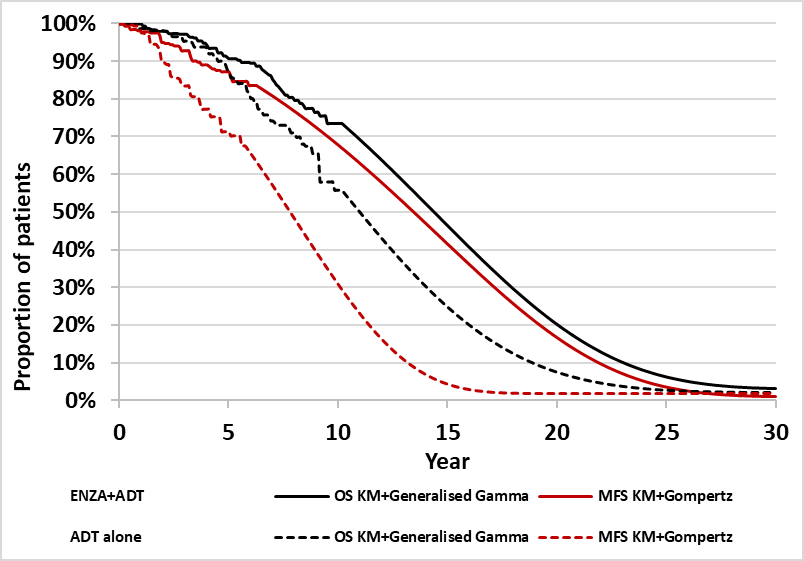 100%
90%
80%
70%
60%
50%
40%
30%
20%
10%
0%
Proportion of patients
0 5 10 15 20 25 30
Year
ENZA+ADT OS KM+Generalised Gamma MFS KM+Gompertz
ADT alone OS KM+Generalised Gamma MFS KM+Gompertz